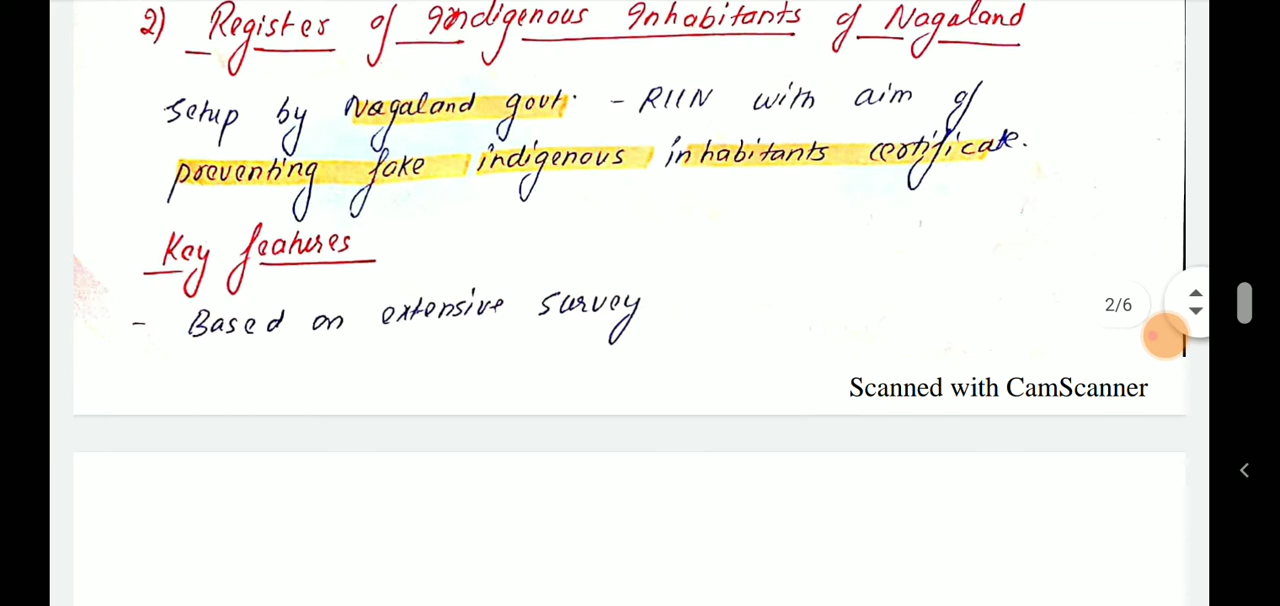 2) Register of Indigenous Inhabitants of Nagaland
setup by Nagaland govt. - RIIN with aim of
preventing fake indigenous inhabitants certificate.
Key features
- Based on extensive survey
2/6
Scanned with CamScanner